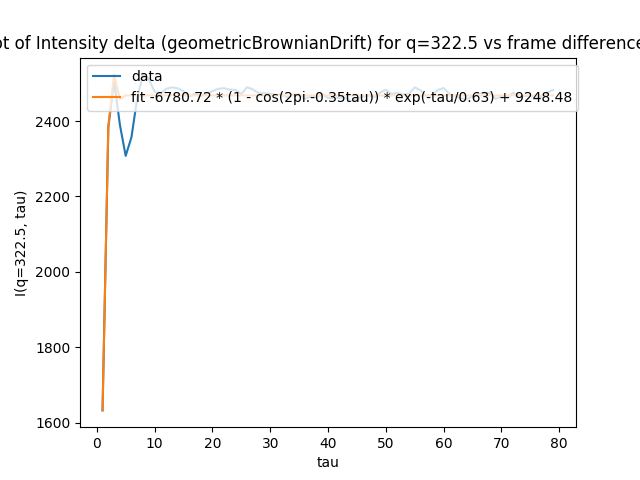 ot of Intensity delta (geometricBrownianDrift) for q=322.5 vs frame difference
data
fit -6780.72 * (1 - cos(2pi.-0.35tau)) * exp(-tau/0.63) + 9248.48
I(q=322.5, tau)
2400
2200
2000
1800
1600
0 10 20 30 40 50 60 70 80
tau